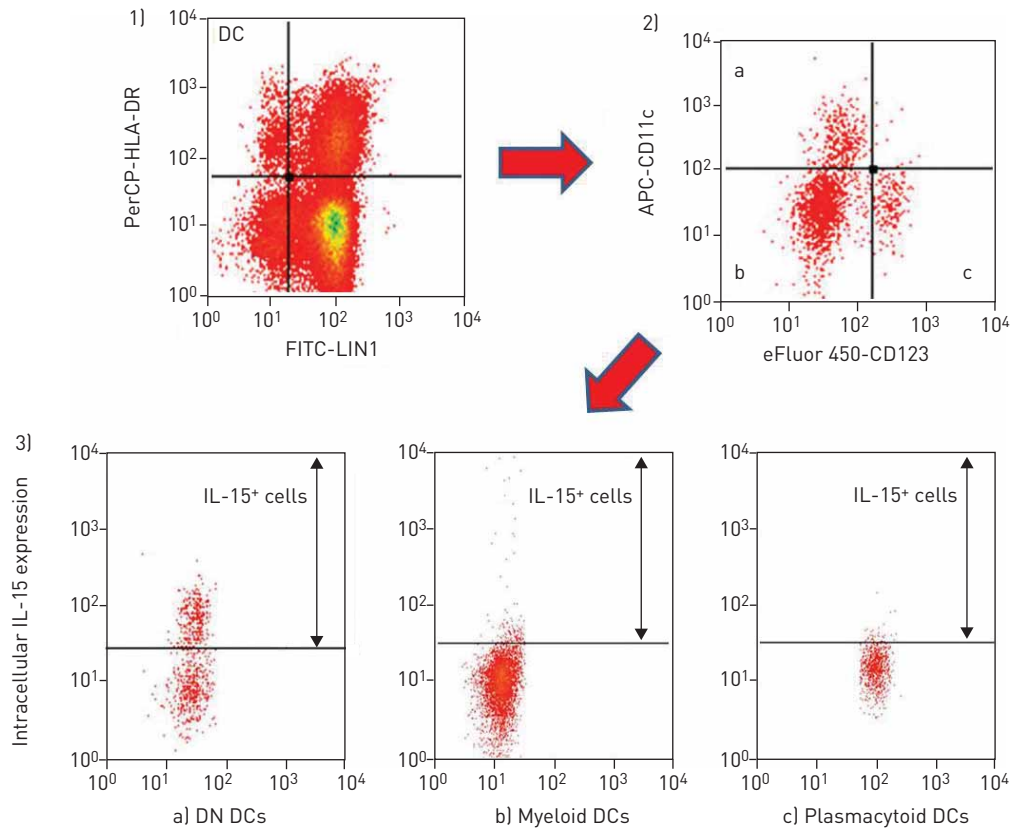 1)
DC
PerCP-HLA-DR
10⁴
10³
10²
10¹
10⁰
10⁰ 10¹ 10² 10³ 10⁴
FITC-LIN1
2)
APC-CD11c
10⁴
10³
10²
10¹
10⁰
a
b c
10⁰ 10¹ 10² 10³ 10⁴
eFluor 450-CD123
3)
Intracellular IL-15 expression
10⁴
10³
10²
10¹
10⁰
IL-15⁺ cells
10⁰ 10¹ 10² 10³ 10⁴
a) DN DCs
10⁴
10³
10²
10¹
10⁰
IL-15⁺ cells
10⁰ 10¹ 10² 10³ 10⁴
b) Myeloid DCs
10⁴
10³
10²
10¹
10⁰
IL-15⁺ cells
10⁰ 10¹ 10² 10³ 10⁴
c) Plasmacytoid DCs